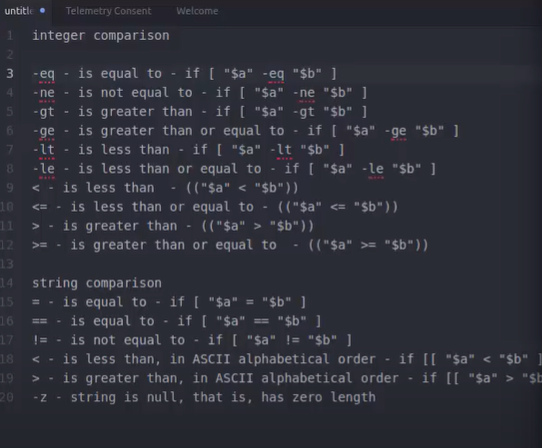 untitle Telemetry Consent Welcome
1 integer comparison
2
3 -eq - is equal to - if [ "$a" -eq "$b" ]
4 -ne - is not equal to - if [ "$a" -ne "$b" ]
5 -gt - is greater than - if [ "$a" -gt "$b" ]
6 -ge - is greater than or equal to - if [ "$a" -ge "$b" ]
7 -lt - is less than - if [ "$a" -lt "$b" ]
8 -le - is less than or equal to - if [ "$a" -le "$b" ]
9 < - is less than  - (("$a" < "$b"))
10 <= - is less than or equal to - (("$a" <= "$b"))
11 > - is greater than - (("$a" > "$b"))
12 >= - is greater than or equal to  - (("$a" >= "$b"))
13
14 string comparison
15 = - is equal to - if [ "$a" = "$b" ]
16 == - is equal to - if [ "$a" == "$b" ]
17 != - is not equal to - if [ "$a" != "$b" ]
18 < - is less than, in ASCII alphabetical order - if [[ "$a" < "$b" ]
19 > - is greater than, in ASCII alphabetical order - if [[ "$a" > "$b
20 -z - string is null, that is, has zero length